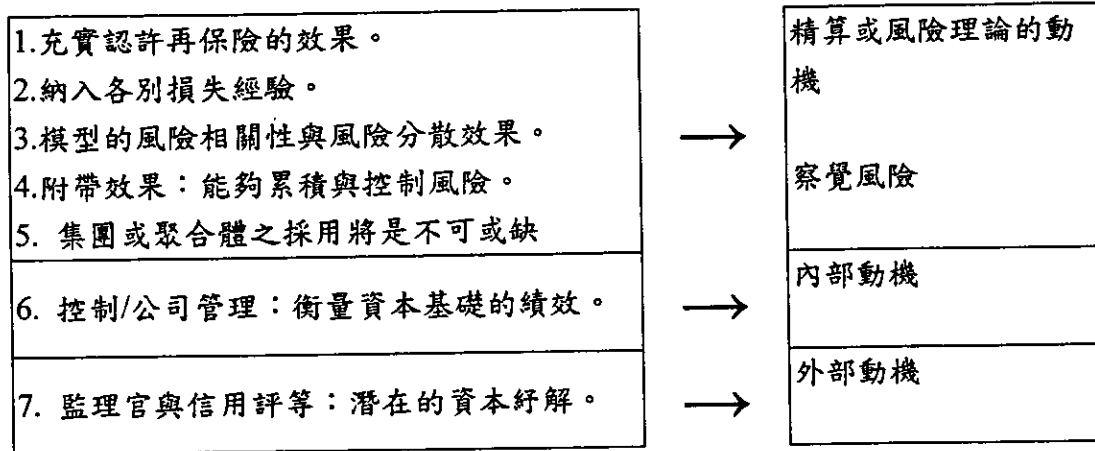 1.充實認許再保險的效果。
2.納入各別損失經驗。
3.模型的風險相關性與風險分散效果。
4.附帶效果：能夠累積與控制風險。
5. 集團或聚合體之採用將是不可或缺
→
精算或風險理論的動
機
察覺風險
6. 控制/公司管理：衡量資本基礎的績效。
→
內部動機
7. 監理官與信用評等：潛在的資本紓解。
→
外部動機